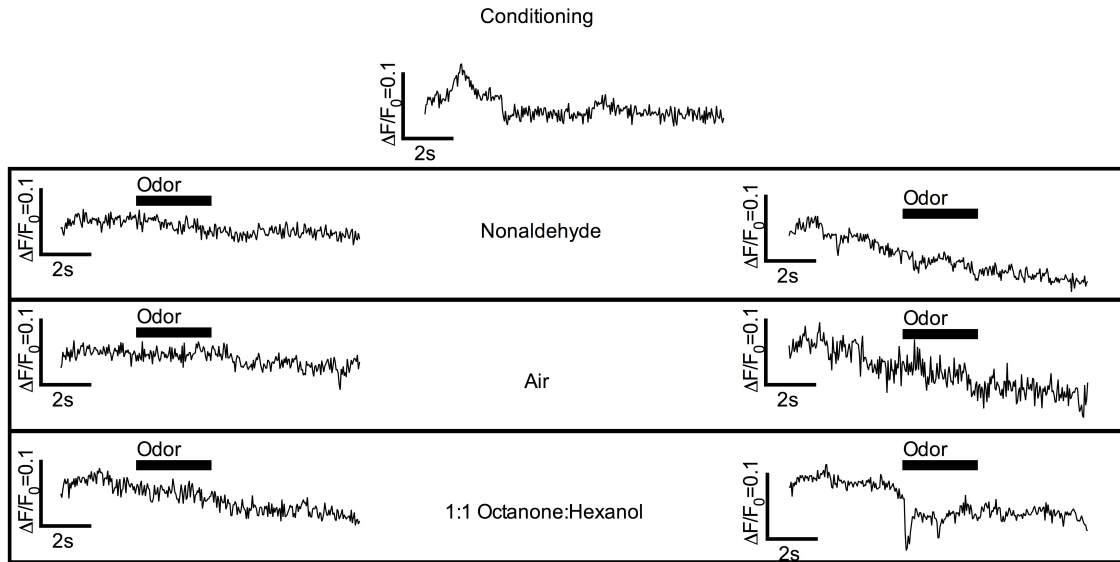 Conditioning
ΔF/F₀=0.1
2s
Odor
ΔF/F₀=0.1
2s
Nonaldehyde
Odor
ΔF/F₀=0.1
2s
Odor
ΔF/F₀=0.1
2s
Air
Odor
ΔF/F₀=0.1
2s
Odor
ΔF/F₀=0.1
2s
1:1 Octanone:Hexanol
Odor
ΔF/F₀=0.1
2s